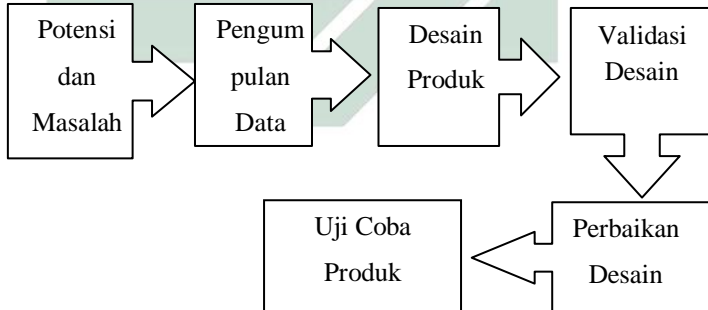 Potensi
dan
Masalah
Pengum
pulan
Data
Desain
Produk
Validasi
Desain
Perbaikan
Desain
Uji Coba
Produk